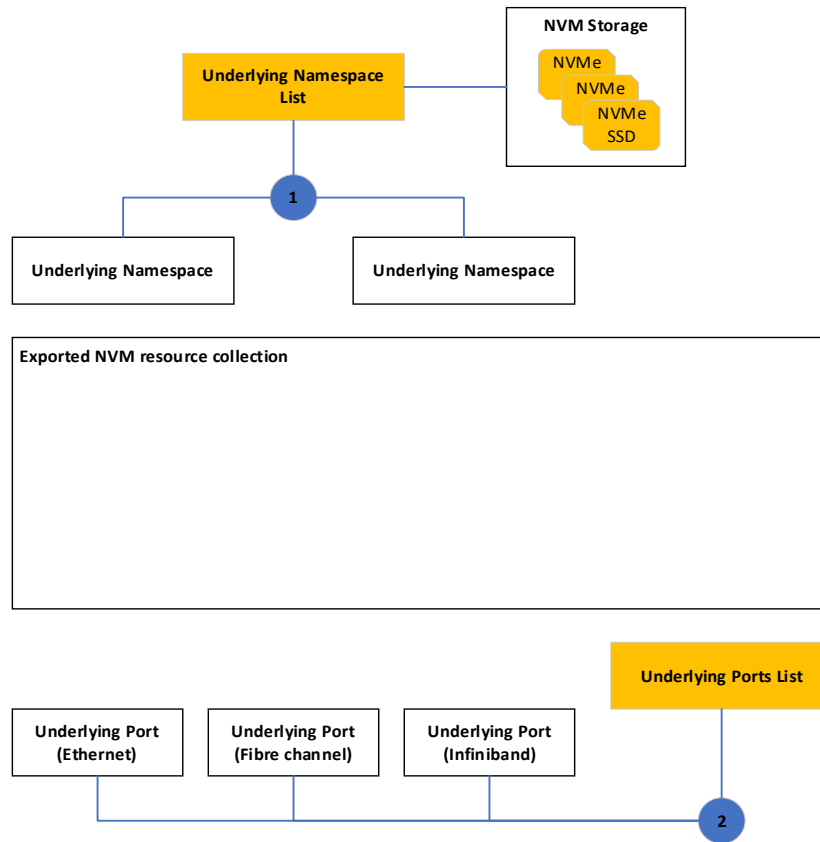 NVM Storage
Underlying Namespace
List
NVMe
NVMe
NVMe
SSD
1
Underlying Namespace
Underlying Namespace
Exported NVM resource collection
Underlying Ports List
Underlying Port
(Ethernet)
Underlying Port
(Fibre channel)
Underlying Port
(Infiniband)
2